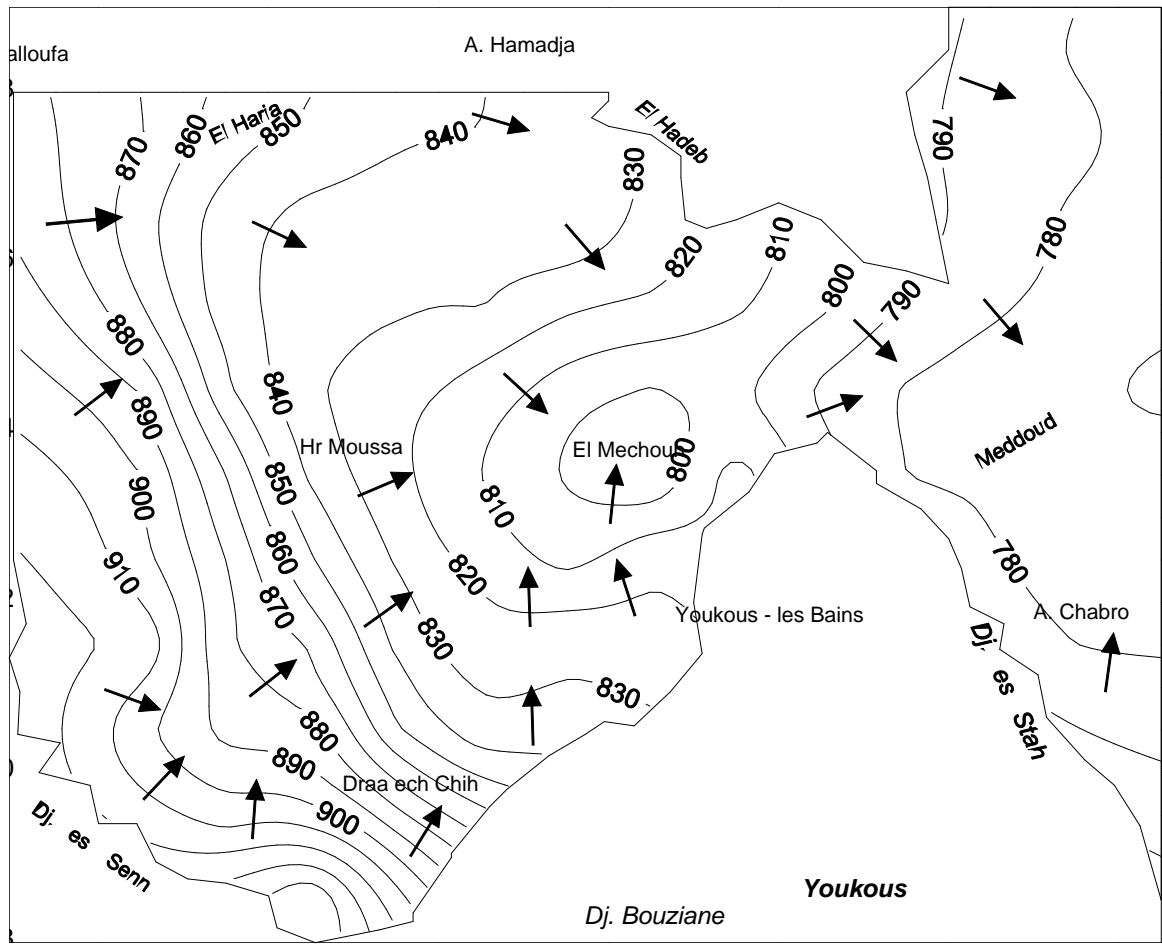 A. Hamadja
alloufa
El Haria
El Hadeb
870
860
850
840
830
790
820
810
780
800
790
880
840
890
Hr Moussa
El Mechoub
800
Meddoud
850
900
810
860
910
820
780
870
Youkous - les Bains
A. Chabro
830
Dj. es Stah
830
880
890
Draa ech Chih
900
Dj. es Senn
Youkous
Dj. Bouziane